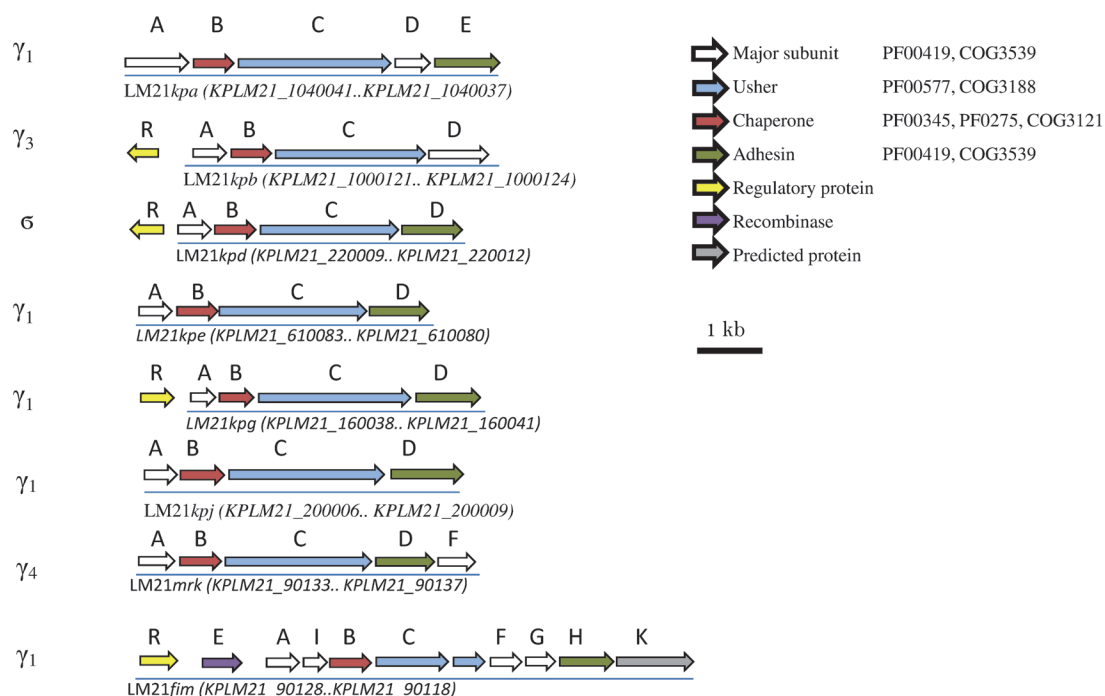 A B C D E
γ1
LM21kpa (KPLM21_1040041..KPLM21_1040037)
R A B C D
γ3
LM21kpb (KPLM21_1000121.. KPLM21_1000124)
R A B C D
σ
LM21kpd (KPLM21_220009.. KPLM21_220012)
A B C D
γ1
LM21kpe (KPLM21_610083.. KPLM21_610080)
R A B C D
γ1
LM21kpg (KPLM21_160038.. KPLM21_160041)
A B C D
γ1
LM21kpj (KPLM21_200006.. KPLM21_200009)
A B C D F
γ4
LM21mrk (KPLM21_90133.. KPLM21_90137)
R E A I B C F G H K
γ1
LM21fim (KPLM21_90128..KPLM21_90118)
Major subunit PF00419, COG3539
Usher PF00577, COG3188
Chaperone PF00345, PF0275, COG3121
Adhesin PF00419, COG3539
Regulatory protein
Recombinase
Predicted protein
1 kb